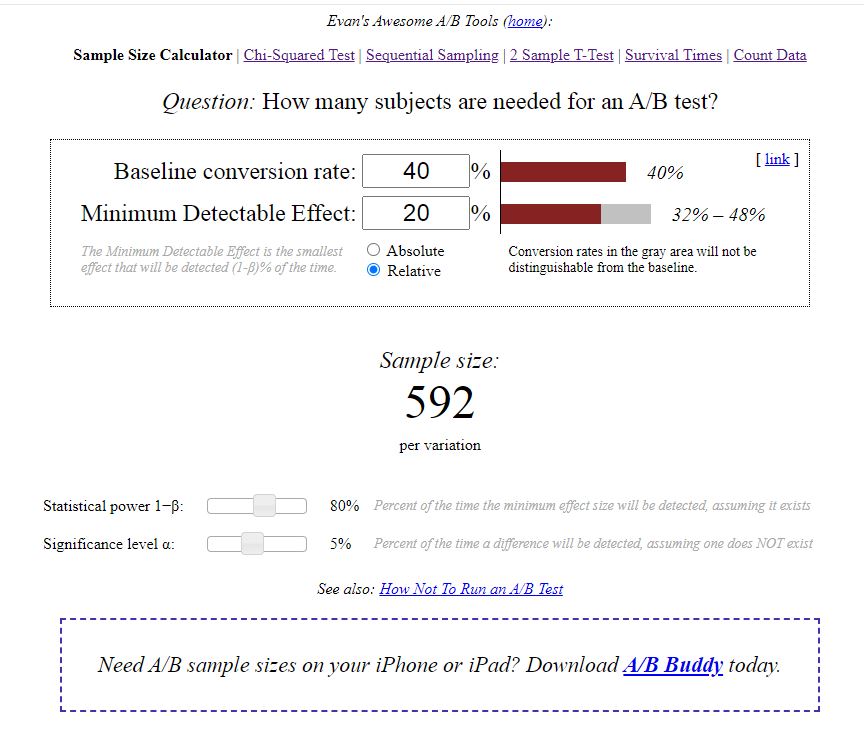 Evan's Awesome A/B Tools (home):
Sample Size Calculator | Chi-Squared Test | Sequential Sampling | 2 Sample T-Test | Survival Times | Count Data
Question: How many subjects are needed for an A/B test?
[ link ]
Baseline conversion rate: 40 % 40%
Minimum Detectable Effect: 20 % 32% – 48%
The Minimum Detectable Effect is the smallest
effect that will be detected (1-β)% of the time.
Absolute
Relative
Conversion rates in the gray area will not be
distinguishable from the baseline.
Sample size:
592
per variation
Statistical power 1−β: 80% Percent of the time the minimum effect size will be detected, assuming it exists
Significance level α: 5% Percent of the time a difference will be detected, assuming one does NOT exist
See also: How Not To Run an A/B Test
Need A/B sample sizes on your iPhone or iPad? Download A/B Buddy today.